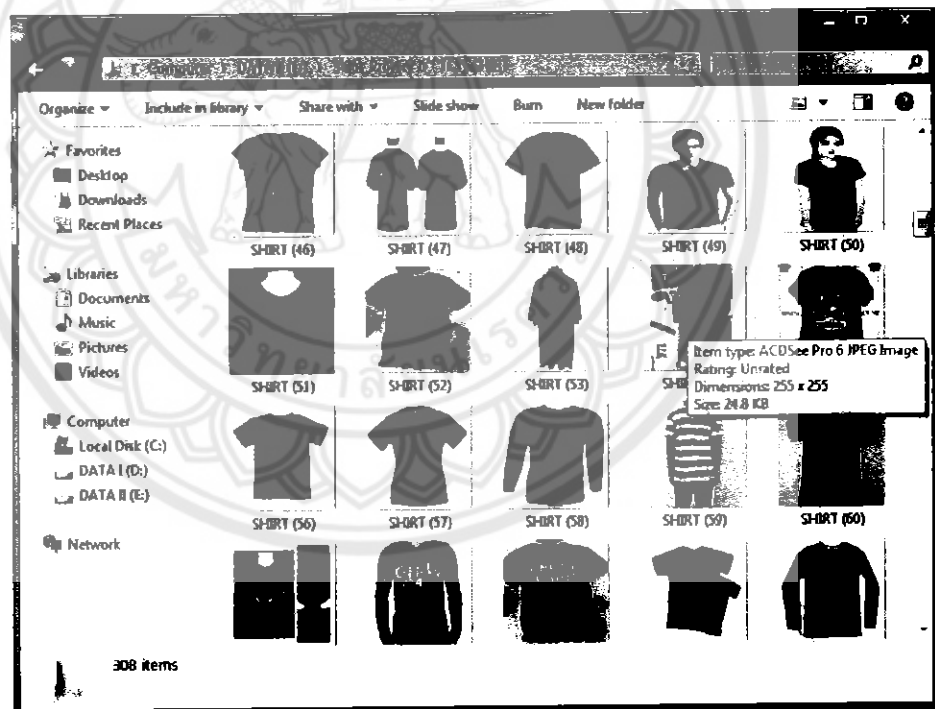 Organize Include in library Share with Slide show Burn New folder
Favorites
Desktop
Downloads
Recent Places
Libraries
Documents
Music
Pictures
Videos
Computer
Local Disk (C:)
DATA I (D:)
DATA II (E:)
Network
SHIRT (46) SHIRT (47) SHIRT (48) SHIRT (49) SHIRT (50)
SHIRT (51) SHIRT (52) SHIRT (53)
Item type: ACDSee Pro 6 JPEG Image
Rating: Unrated
Dimensions: 255 x 255
Size: 24.8 KB
SHIRT (56) SHIRT (57) SHIRT (58) SHIRT (59) SHIRT (60)
308 items